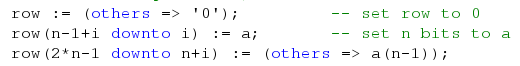 row := (others => '0');          -- set row to 0
row(n-1+i downto i) := a;        -- set n bits to a
row(2*n-1 downto n+i) := (others => a(n-1));